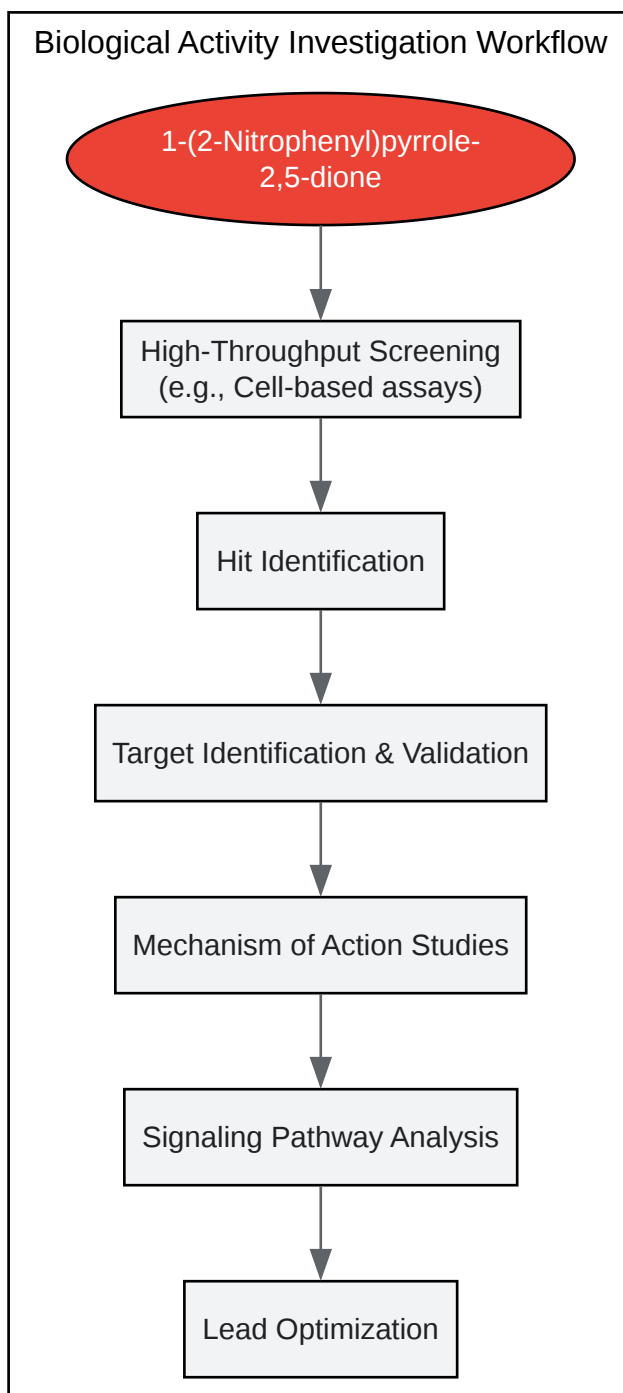 Biological Activity Investigation Workflow
1-(2-Nitrophenyl)pyrrole-
2,5-dione
High-Throughput Screening
(e.g., Cell-based assays)
Hit Identification
Target Identification & Validation
Mechanism of Action Studies
Signaling Pathway Analysis
Lead Optimization